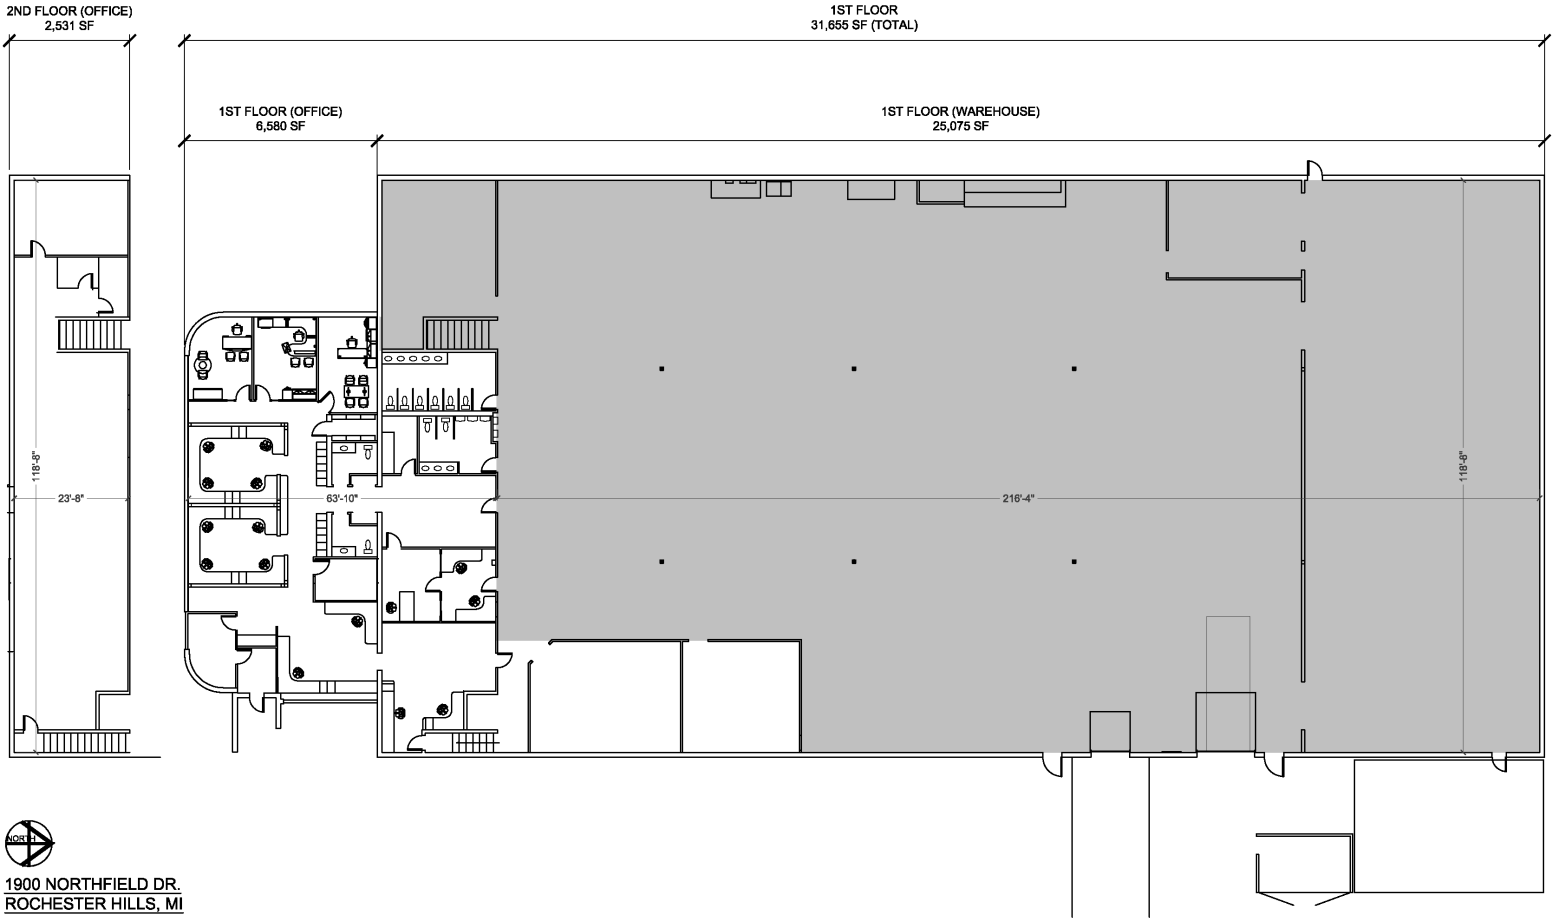 2ND FLOOR (OFFICE)
2,531 SF
1ST FLOOR
31,655 SF (TOTAL)
1ST FLOOR (OFFICE)
6,580 SF
1ST FLOOR (WAREHOUSE)
25,075 SF
118'-8"
23'-8"
63'-10"
216'-4"
118'-8"
NORTH
1900 NORTHFIELD DR.
ROCHESTER HILLS, MI